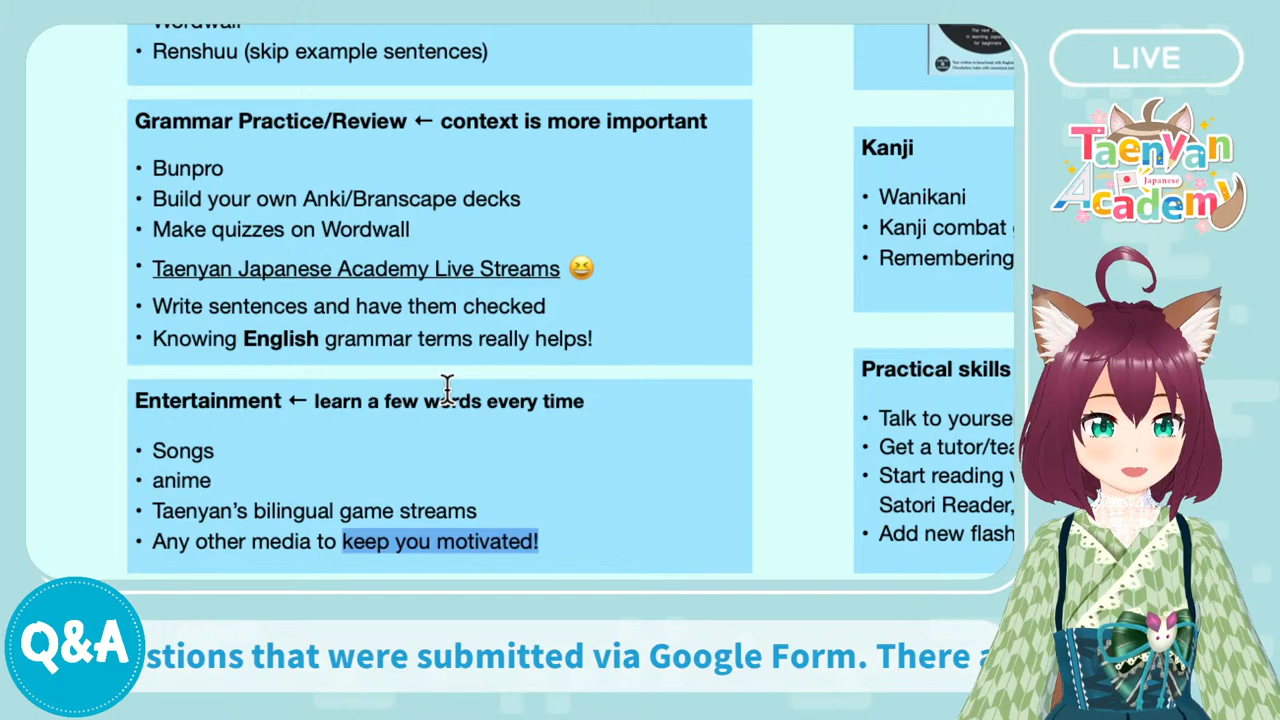 Wordwall
• Renshuu (skip example sentences)
Grammar Practice/Review ← context is more important
• Bunpro
• Build your own Anki/Branscape decks
• Make quizzes on Wordwall
• Taenyan Japanese Academy Live Streams 😆
• Write sentences and have them checked
• Knowing English grammar terms really helps!
Entertainment ← learn a few words every time
• Songs
• anime
• Taenyan's bilingual game streams
• Any other media to keep you motivated!
Kanji
• Wanikani
• Kanji combat
• Remembering
Practical skills
• Talk to yourse
• Get a tutor/tea
• Start reading
Satori Reader,
• Add new flash
LIVE
Taenyan
Japanese
Academy
Q&A
stions that were submitted via Google Form. There a